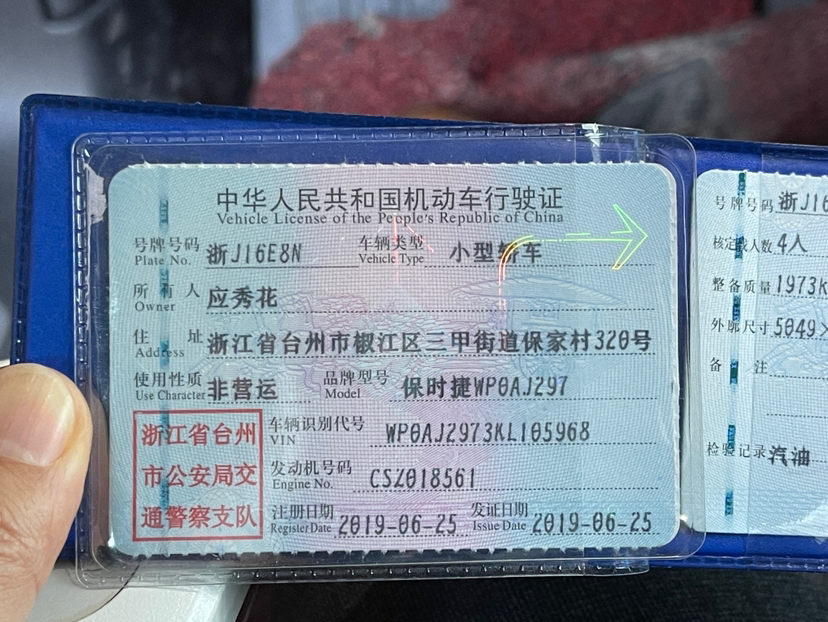 中华人民共和国机动车行驶证
Vehicle License of the People's Republic of China
号牌号码 浙J16E8N 车辆类型 小型轿车
Plate No. Vehicle Type
所有人 应秀花
Owner
住址 浙江省台州市椒江区三甲街道保家村320号
Address
使用性质 非营运 品牌型号 保时捷WP0AJ297
Use Character Model
浙江省台州
市公安局交
通警察支队
车辆识别代号 WP0AJ2973KL105968
VIN
发动机号码 CSZ018561
Engine No.
注册日期 2019-06-25 发证日期 2019-06-25
Register Date Issue Date
号牌号码 浙J16
核定载人数 4人
整备质量 1973K
外廓尺寸 5049×
备注
检验记录 汽油